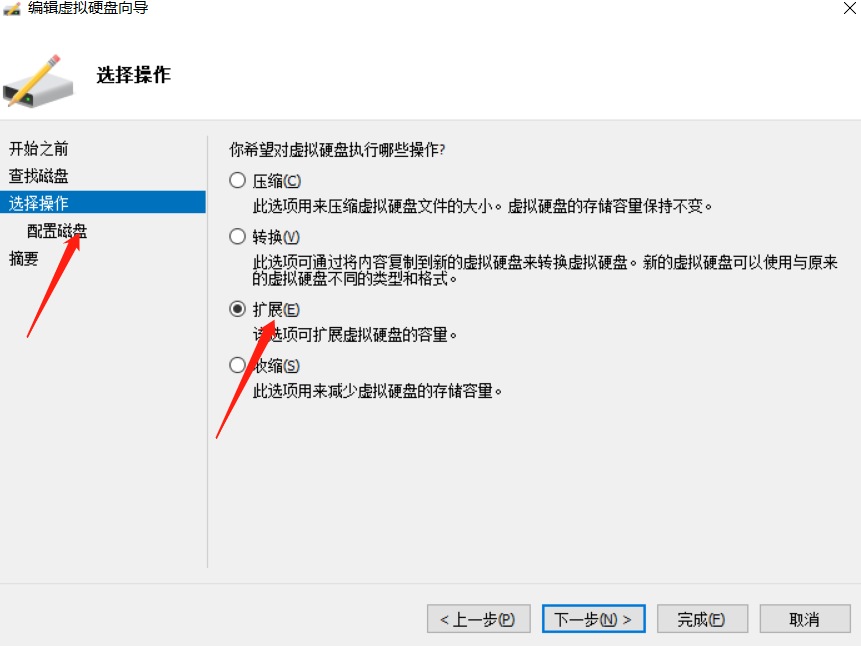 编辑虚拟硬盘向导
选择操作
开始之前
查找磁盘
选择操作
配置磁盘
摘要
你希望对虚拟硬盘执行哪些操作?
压缩(C)
此选项用来压缩虚拟硬盘文件的大小。虚拟硬盘的存储容量保持不变。
转换(V)
此选项可通过将内容复制到新的虚拟硬盘来转换虚拟硬盘。新的虚拟硬盘可以使用与原来
的虚拟硬盘不同的类型和格式。
扩展(E)
该选项可扩展虚拟硬盘的容量。
收缩(S)
此选项用来减少虚拟硬盘的存储容量。
< 上一步(P)
下一步(N) >
完成(F)
取消